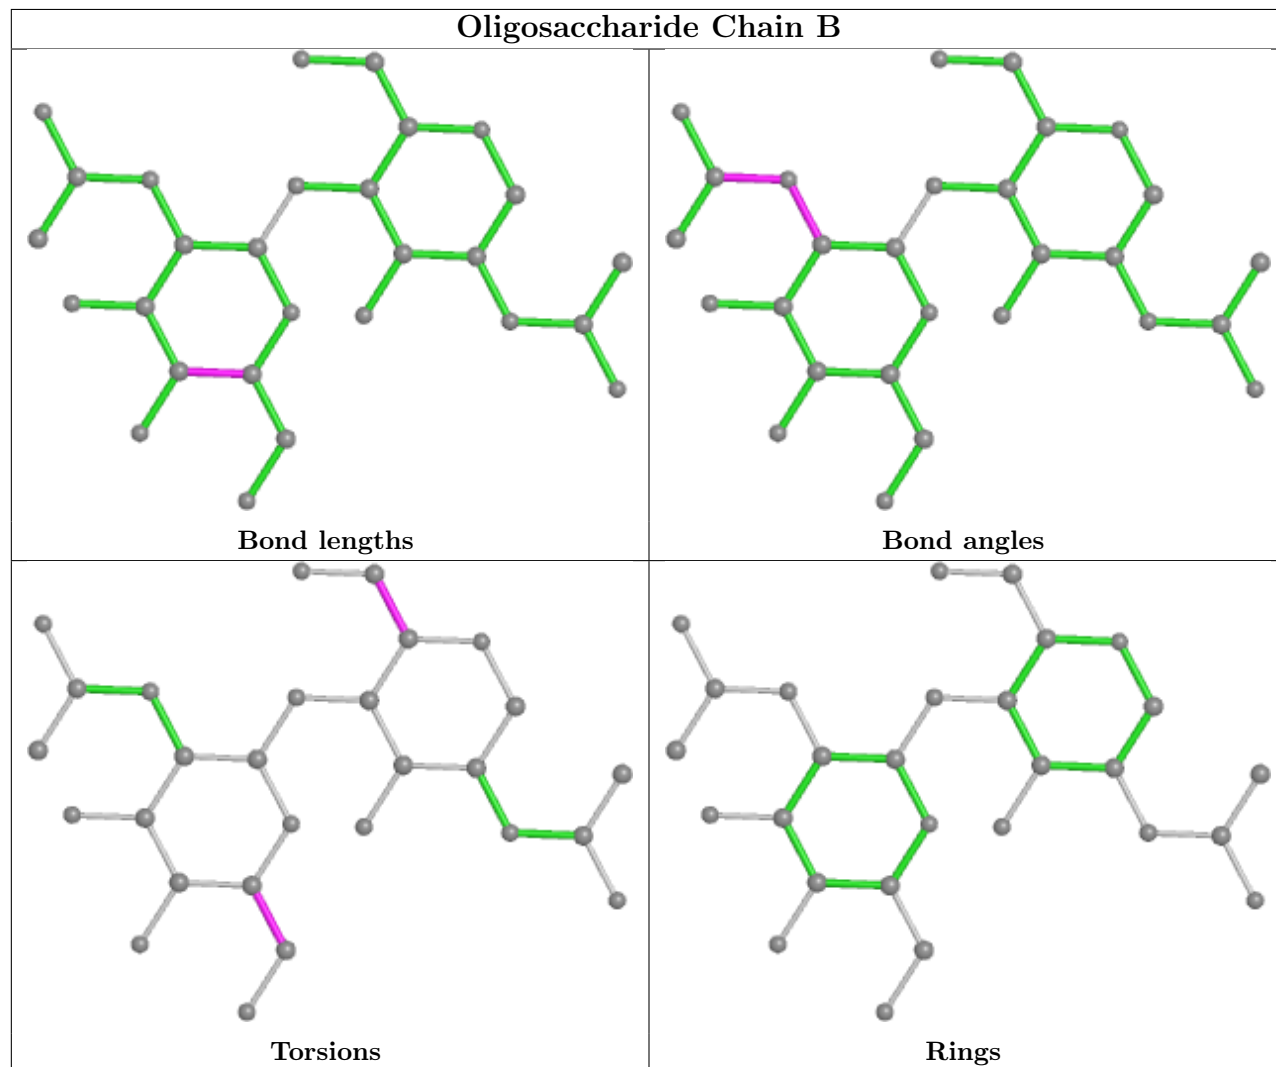 Oligosaccharide Chain B
Bond lengths
Bond angles
Torsions
Rings